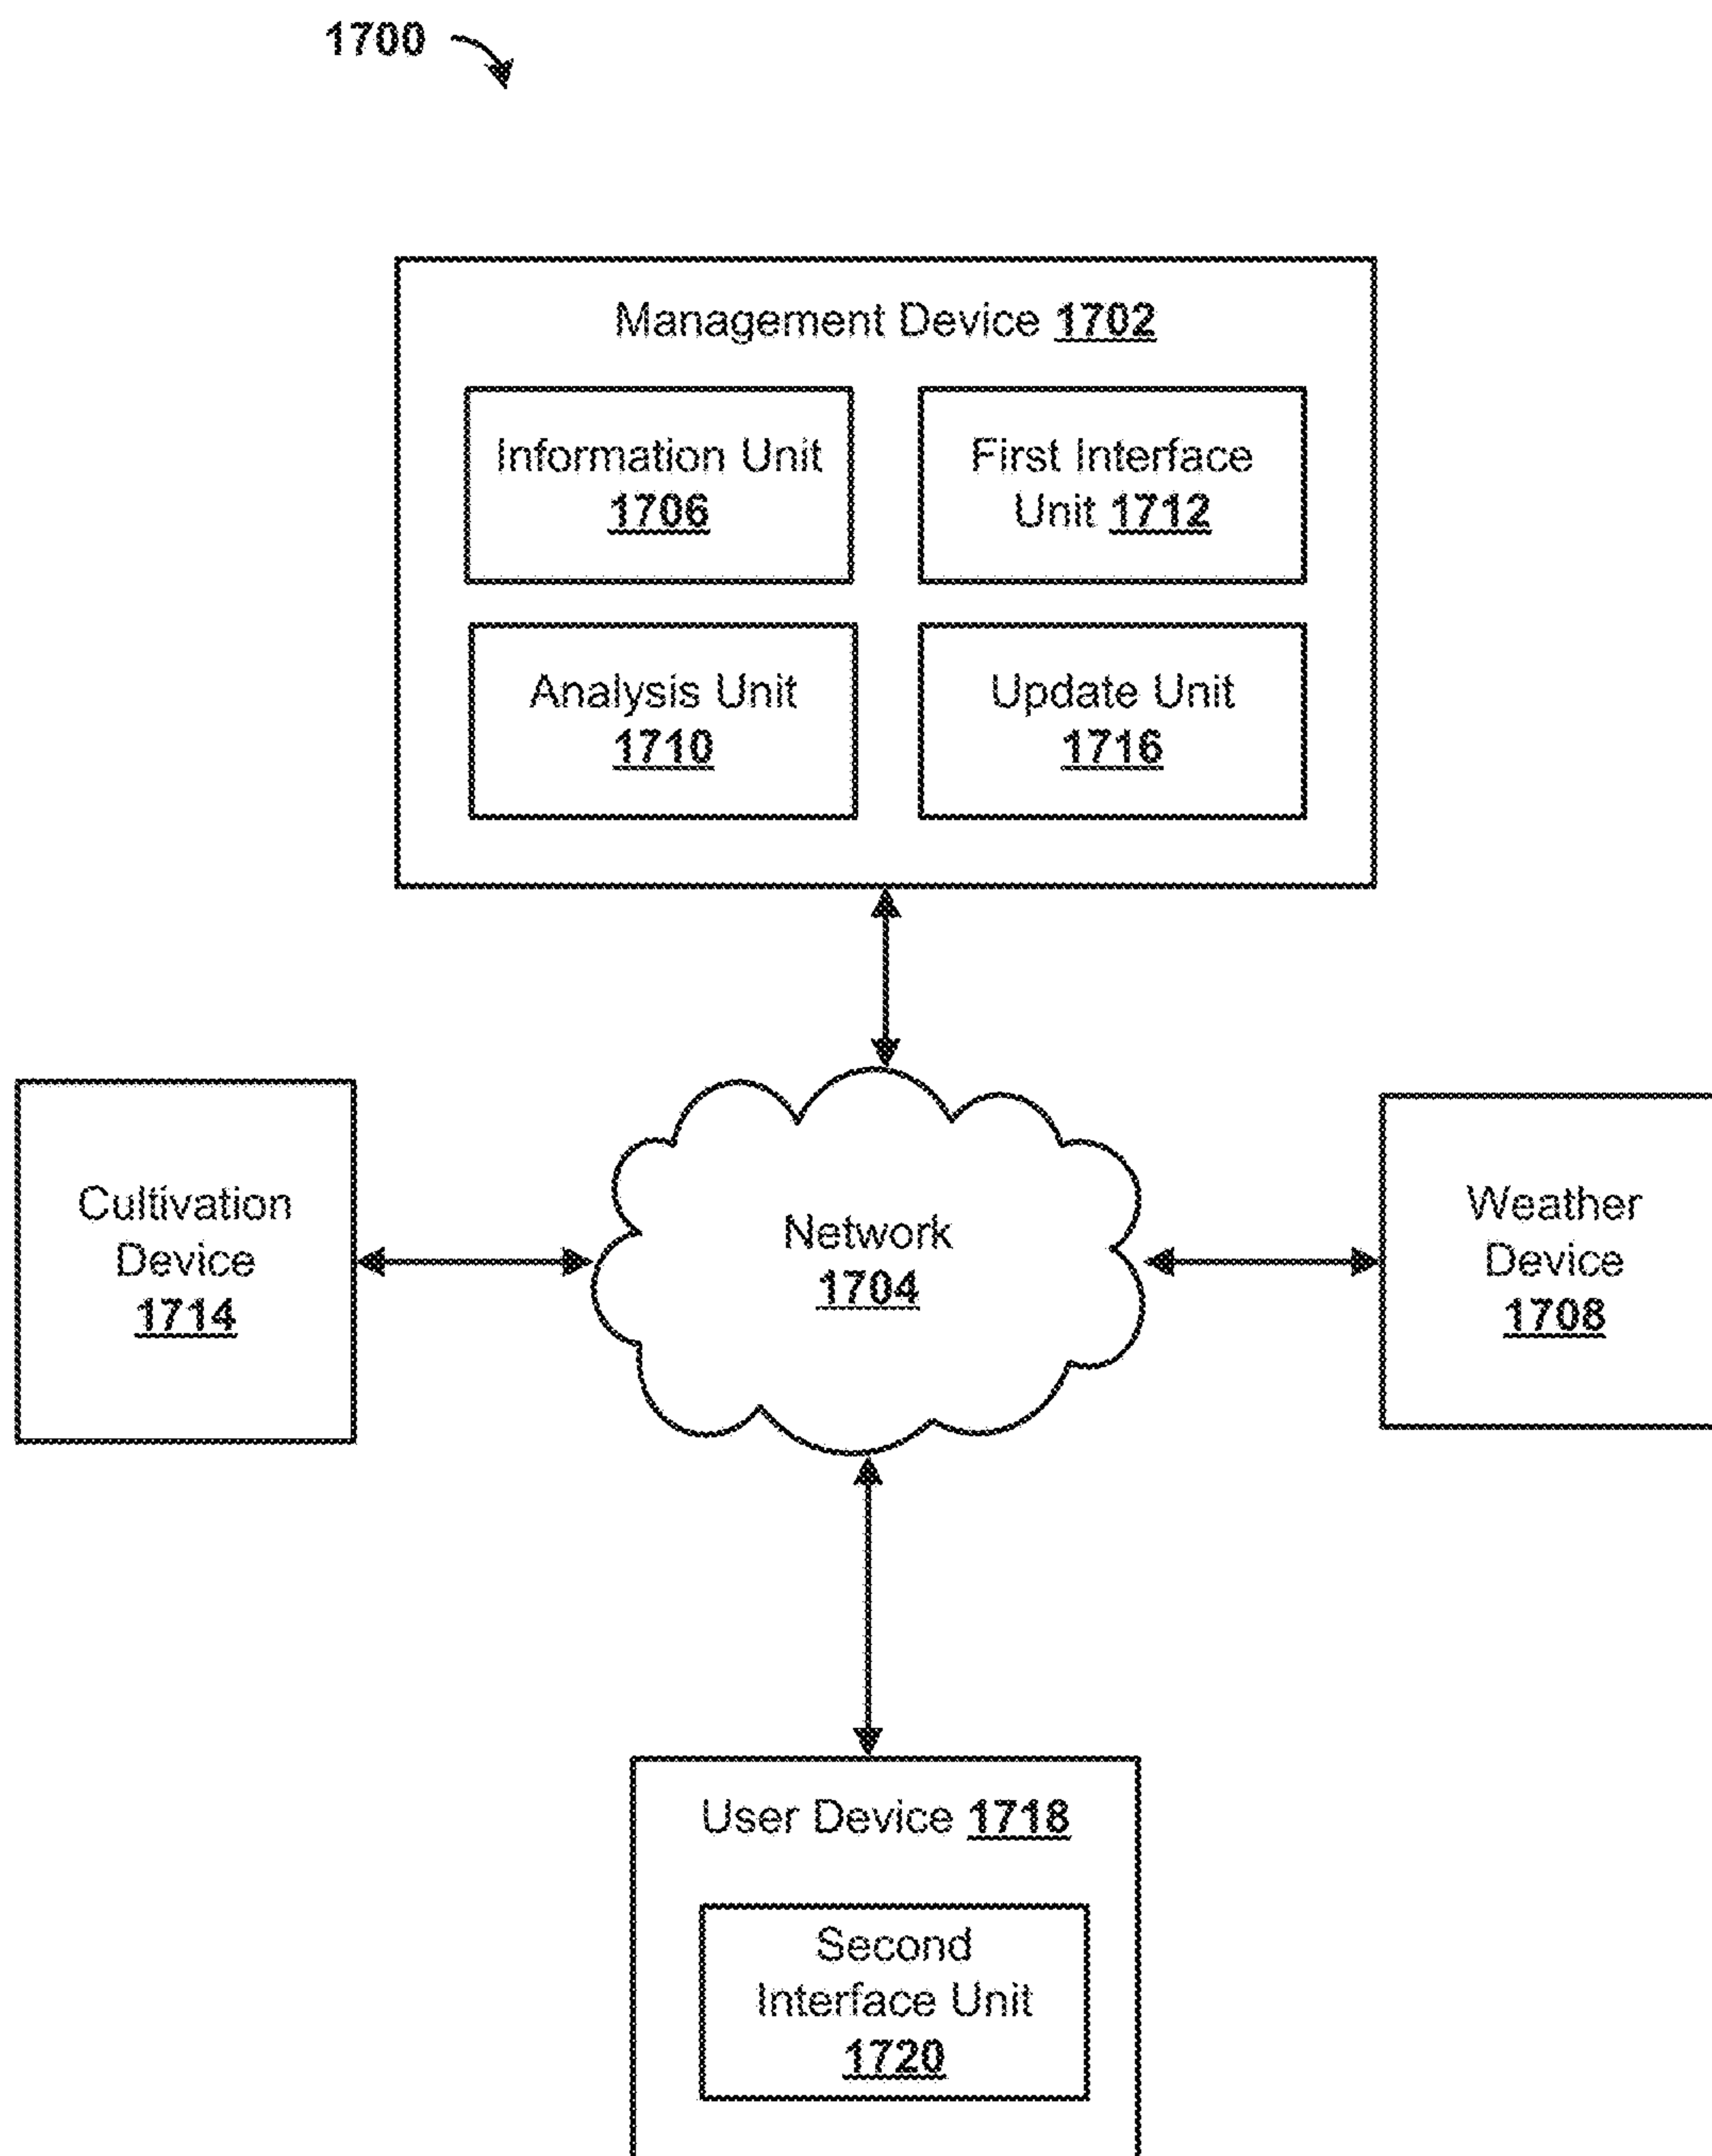 1700
Management Device 1702
Information Unit
1706
First Interface
Unit 1712
Analysis Unit
1710
Update Unit
1716
Cultivation
Device
1714
Network
1704
Weather
Device
1708
User Device 1718
Second
Interface Unit
1720